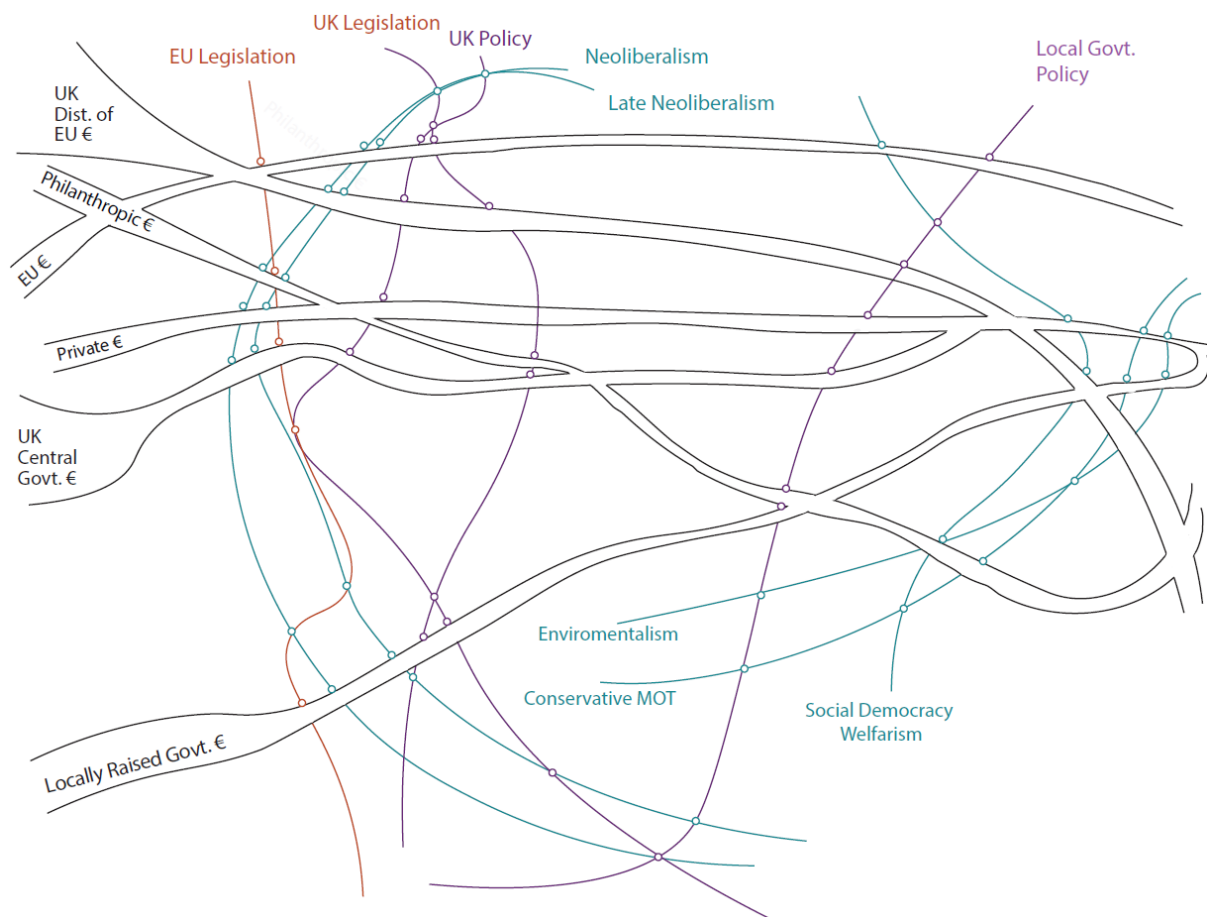 UK Legislation
UK Policy
EU Legislation
Neoliberalism
Late Neoliberalism
Local Govt.
Policy
UK
Dist. of
EU €
Philanthro
Philanthropic €
EU €
Private €
UK
Central
Govt. €
Enviromentalism
Conservative MOT
Social Democracy
Welfarism
Locally Raised Govt. €